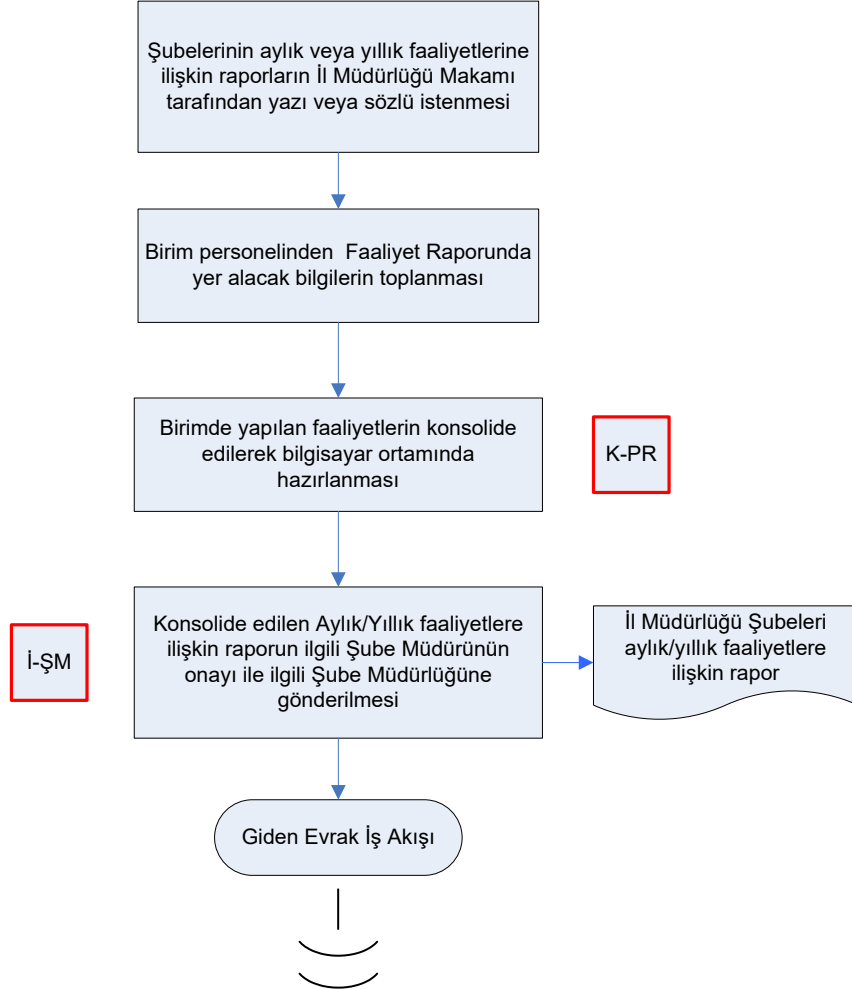 Şubelerinin aylık veya yıllık faaliyetlerine
ilişkin raporların İl Müdürlüğü Makamı
tarafından yazı veya sözlü istenmesi
Birim personelinden  Faaliyet Raporunda
yer alacak bilgilerin toplanması
Birimde yapılan faaliyetlerin konsolide
edilerek bilgisayar ortamında
hazırlanması
K-PR
İ-ŞM
Konsolide edilen Aylık/Yıllık faaliyetlere
ilişkin raporun ilgili Şube Müdürünün
onayı ile ilgili Şube Müdürlüğüne
gönderilmesi
İl Müdürlüğü Şubeleri
aylık/yıllık faaliyetlere
ilişkin rapor
Giden Evrak İş Akışı